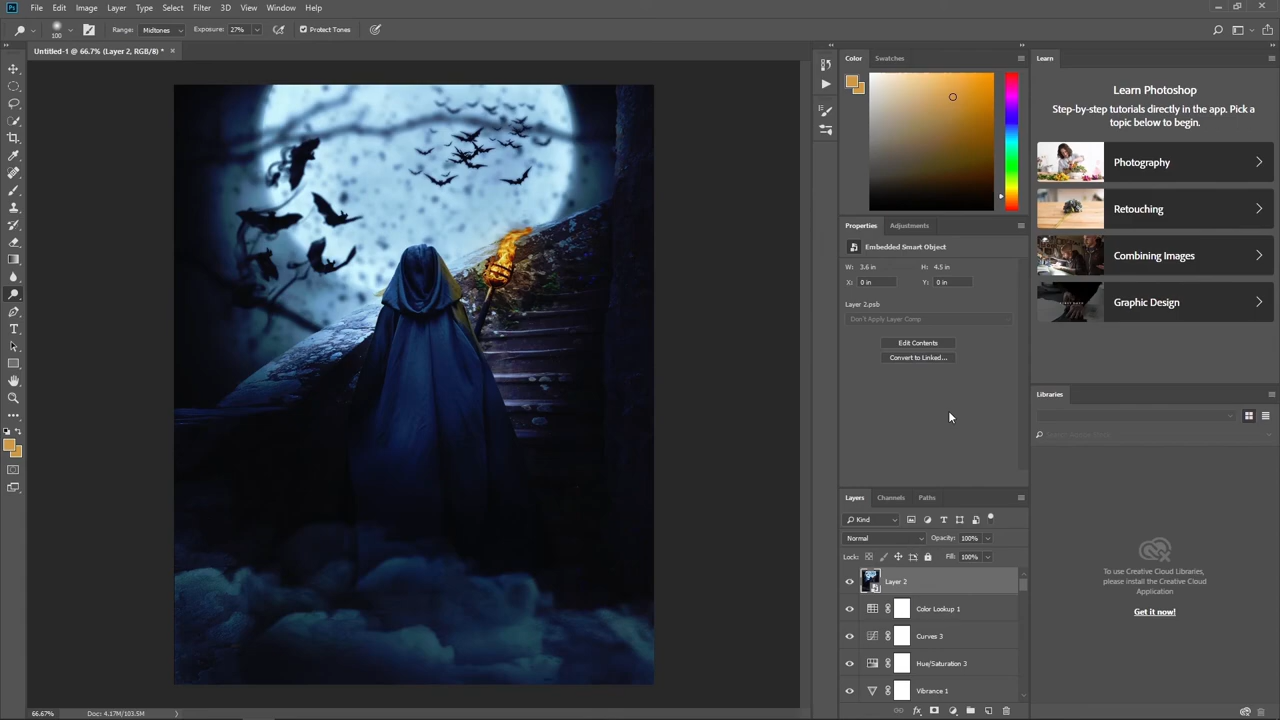 Ps File Edit Image Layer Type Select Filter 3D View Window Help
100 Range: Midtones Exposure: 27% Protect Tones
Untitled-1 @ 66.7% (Layer 2, RGB/8) *
Color Swatches
Learn
Learn Photoshop
Step-by-step tutorials directly in the app. Pick a
topic below to begin.
Photography
Retouching
Combining Images
Graphic Design
Properties Adjustments
Embedded Smart Object
W: 3.6 in H: 4.5 in
X: 0 in Y: 0 in
Layer 2.psb
Don't Apply Layer Comp
Edit Contents
Convert to Linked...
Libraries
To use Creative Cloud Libraries,
please install the Creative Cloud
Application
Get it now!
Layers Channels Paths
Kind
Normal Opacity: 100%
Lock: Fill: 100%
Layer 2
Color Lookup 1
Curves 3
Hue/Saturation 3
Vibrance 1
66.67% Doc: 4.17M/103.5M